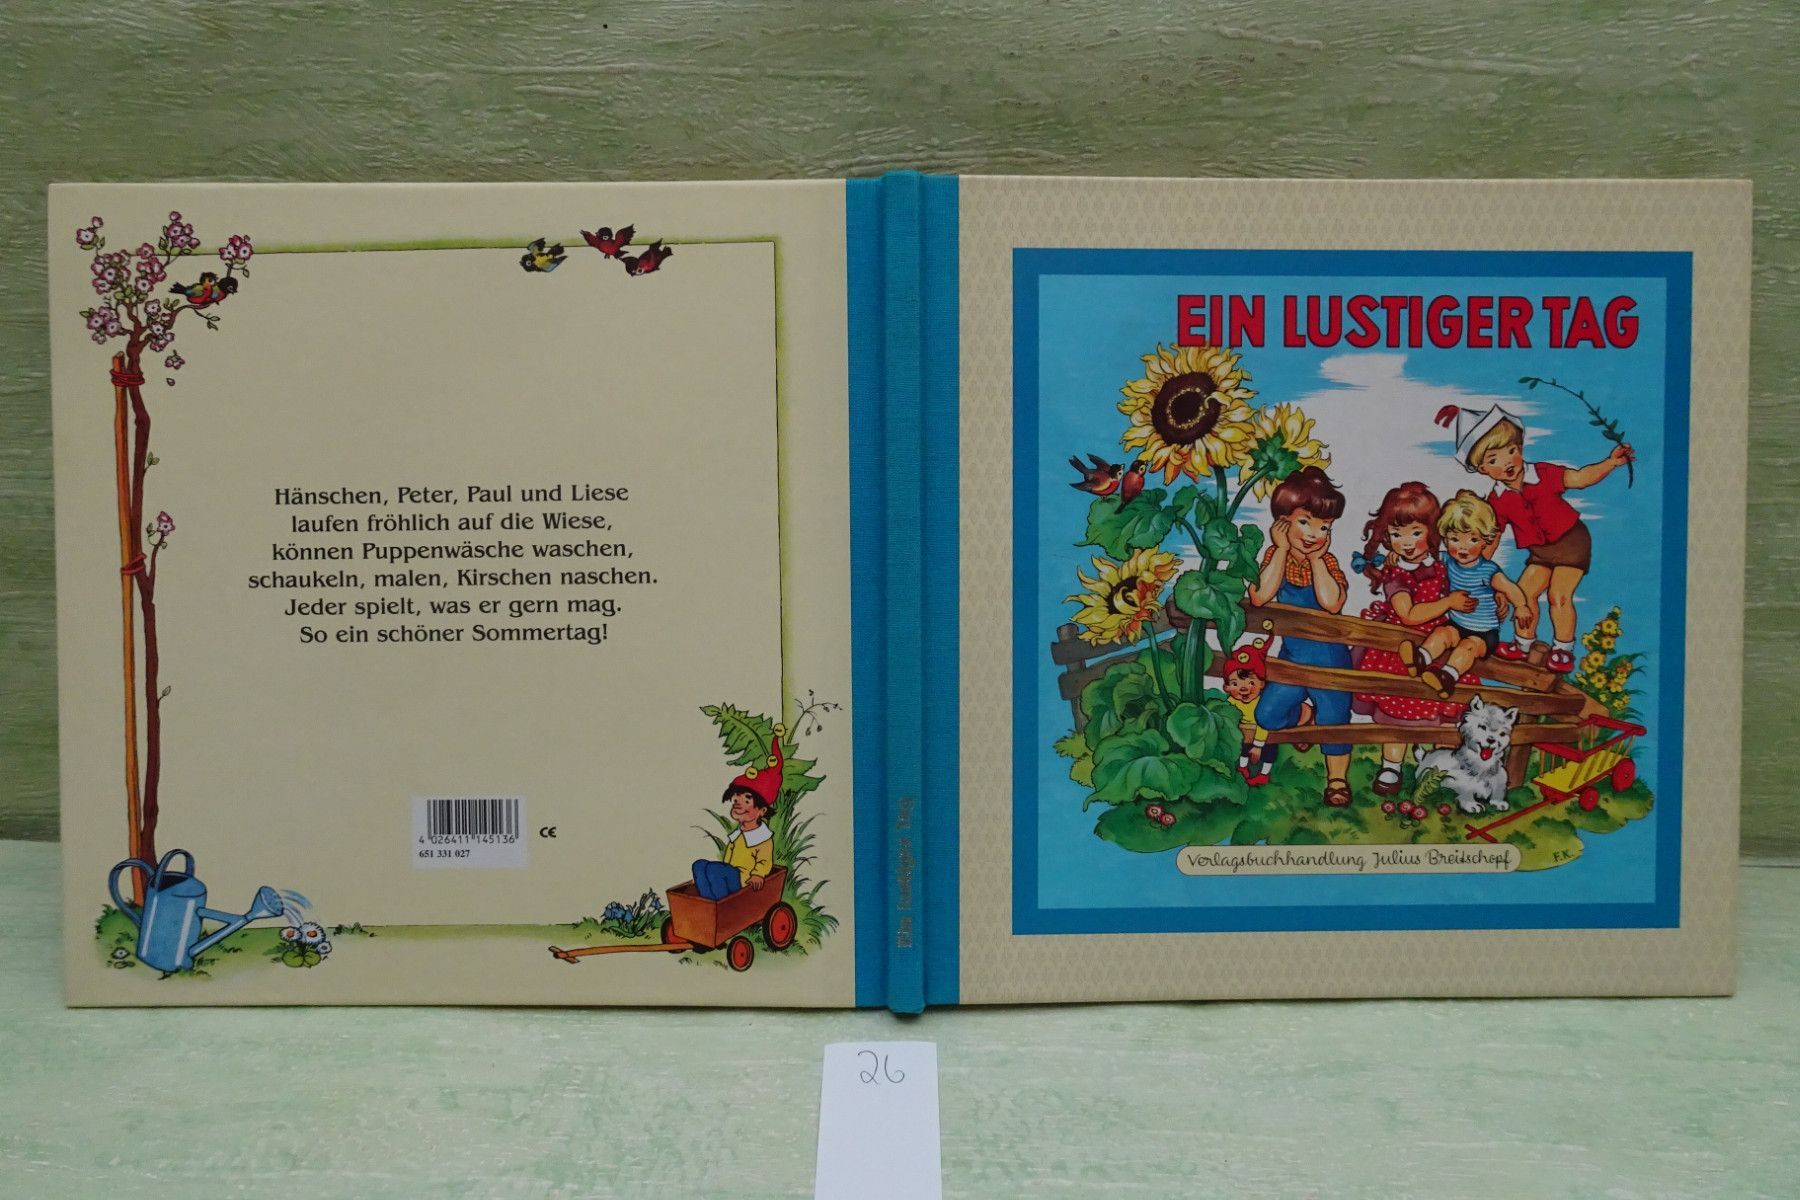 Hänschen, Peter, Paul und Liese
laufen fröhlich auf die Wiese,
können Puppenwäsche waschen,
schaukeln, malen, Kirschen naschen.
Jeder spielt, was er gern mag.
So ein schöner Sommertag!
4 026411 145136
CE
651 331 027
Ein lustiger Tag
EIN LUSTIGER TAG
Verlagsbuchhandlung Julius Breitschopf
F.K.
26